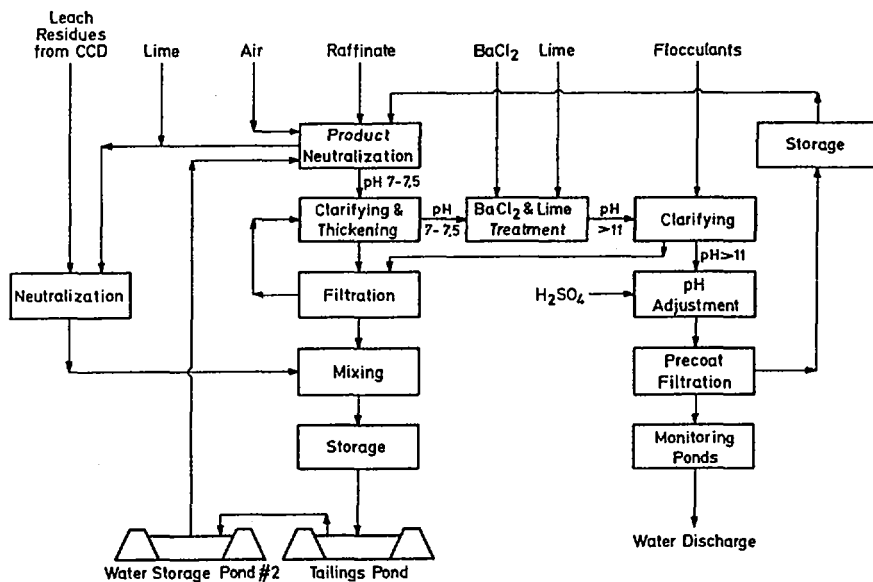 Leach
Residues
from CCD
Lime
Air
Raffinate
BaCl2
Lime
Flocculants
Product
Neutralization
Storage
pH 7-7,5
Clarifying &
Thickening
pH
7-7,5
BaCl2 & Lime
Treatment
pH
>11
Clarifying
pH>11
Neutralization
Filtration
H2SO4
pH
Adjustment
Mixing
Precoat
Filtration
Storage
Monitoring
Ponds
Water Discharge
Water Storage Pond #2
Tailings Pond